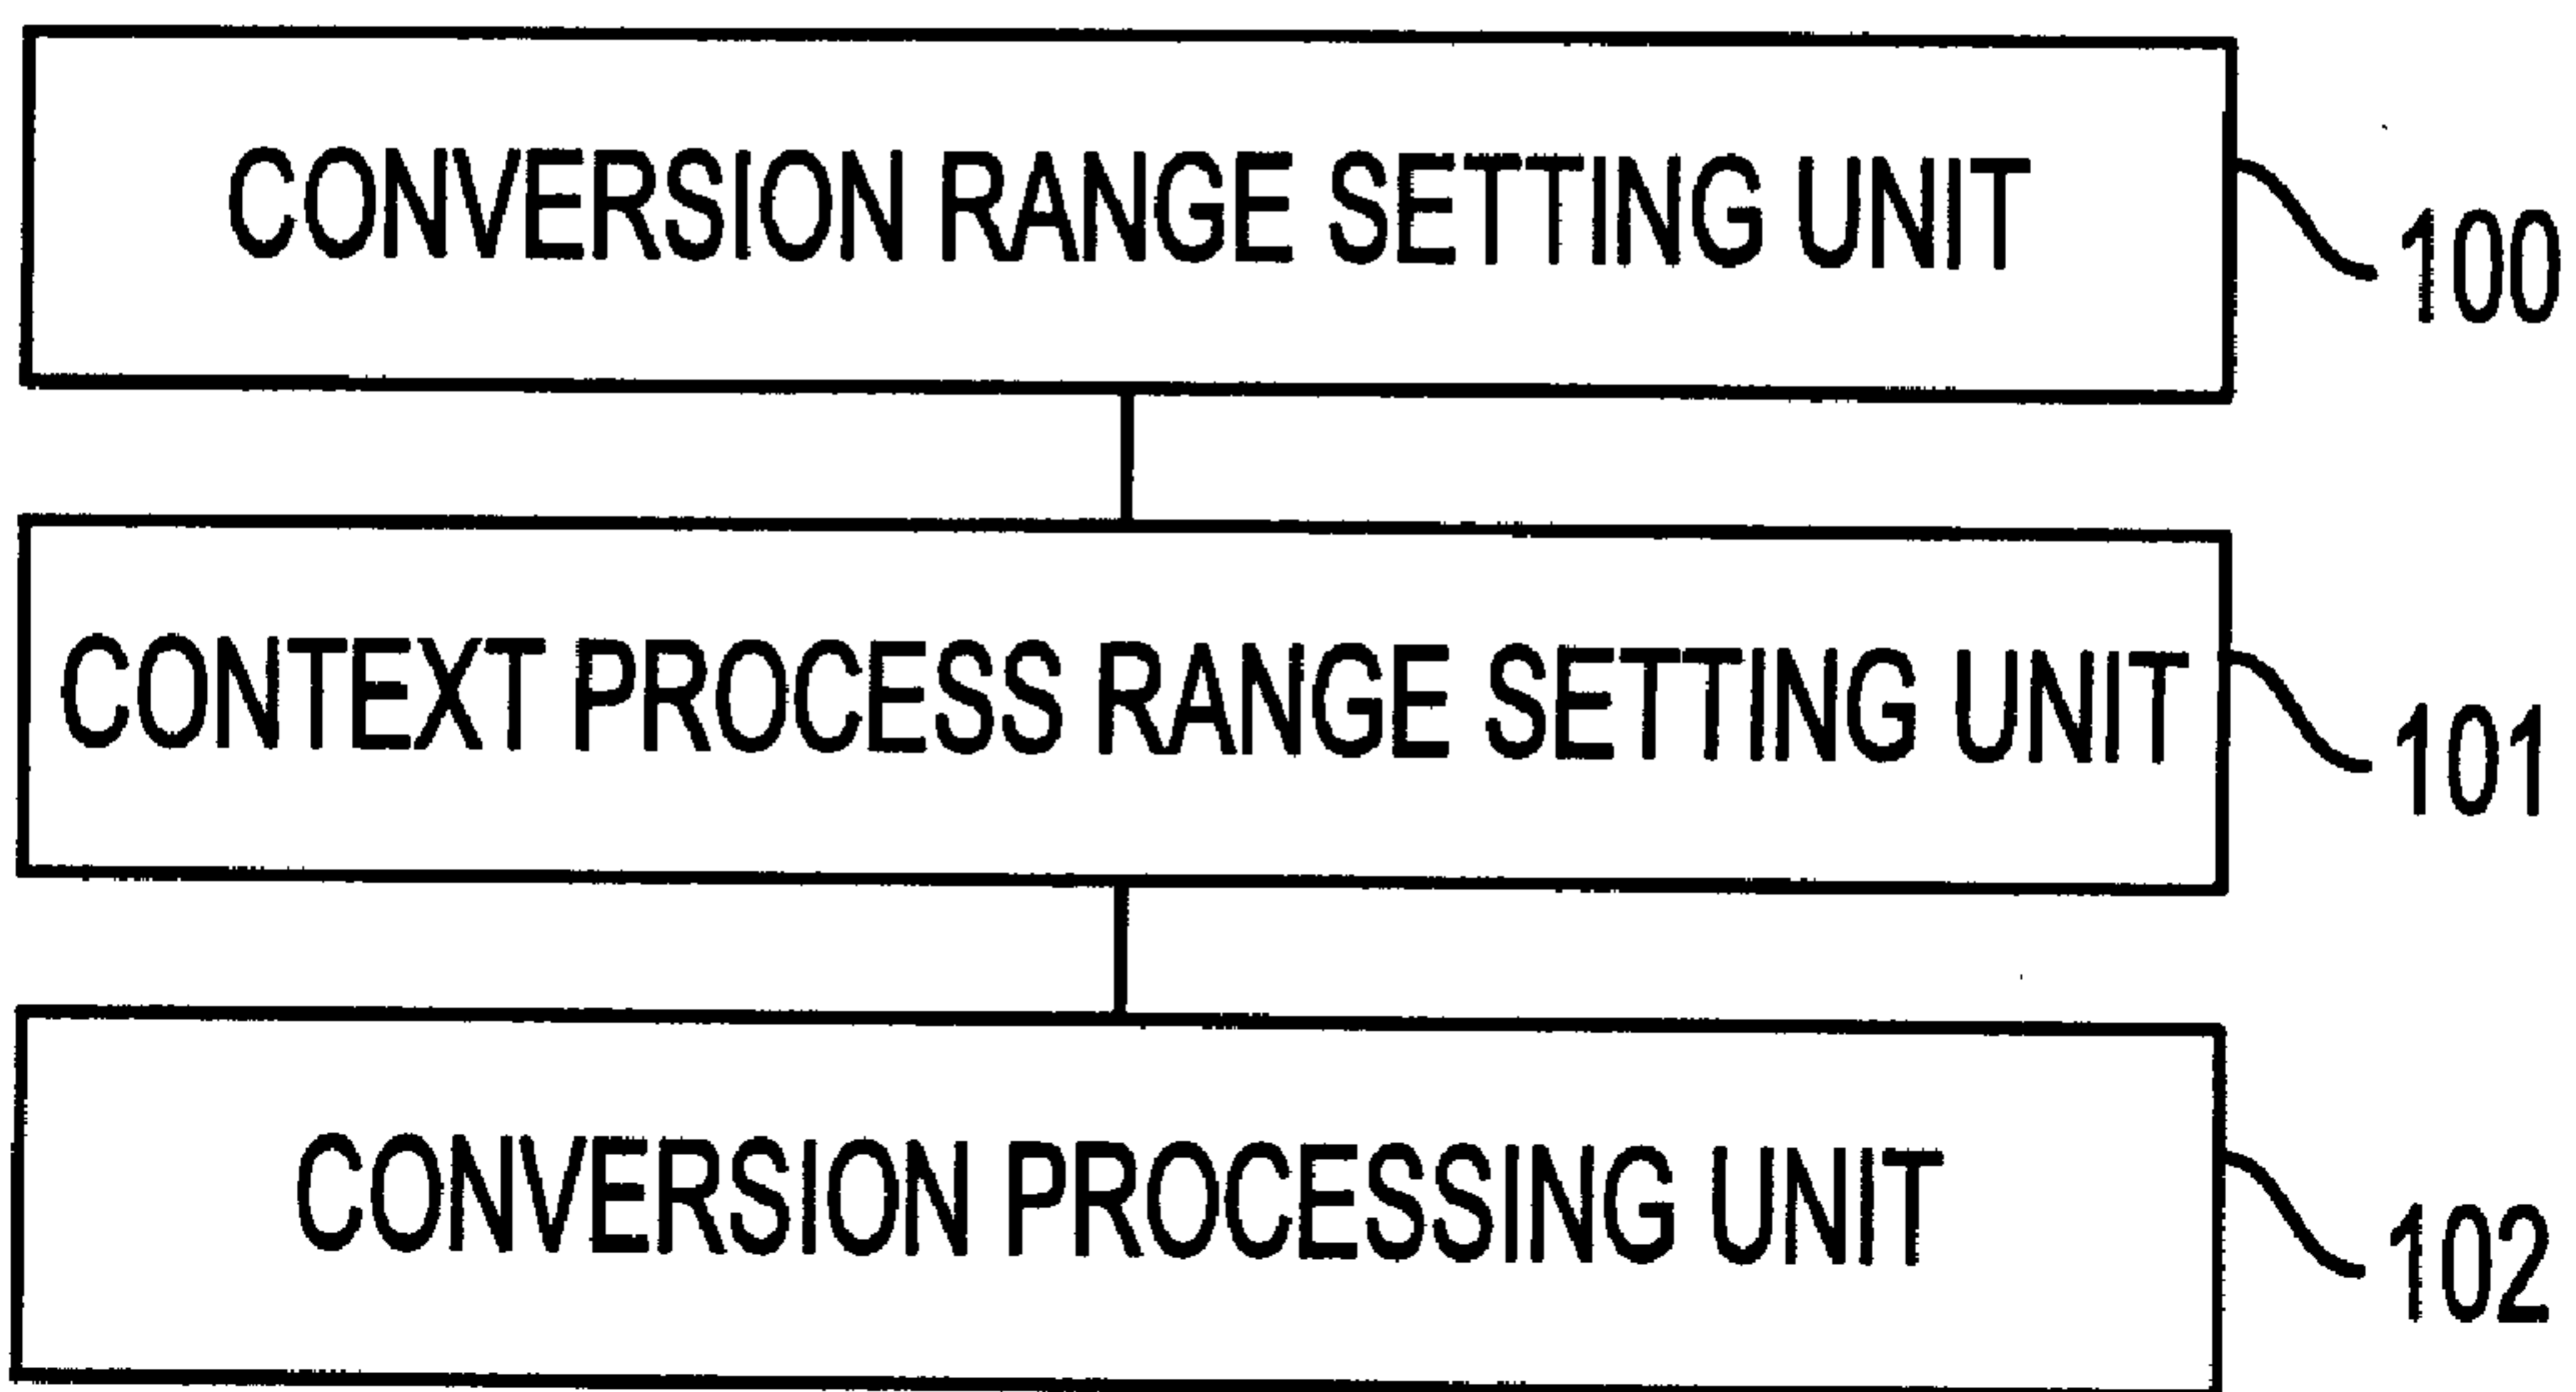 CONVERSION RANGE SETTING UNIT
100
CONTEXT PROCESS RANGE SETTING UNIT
101
CONVERSION PROCESSING UNIT
102